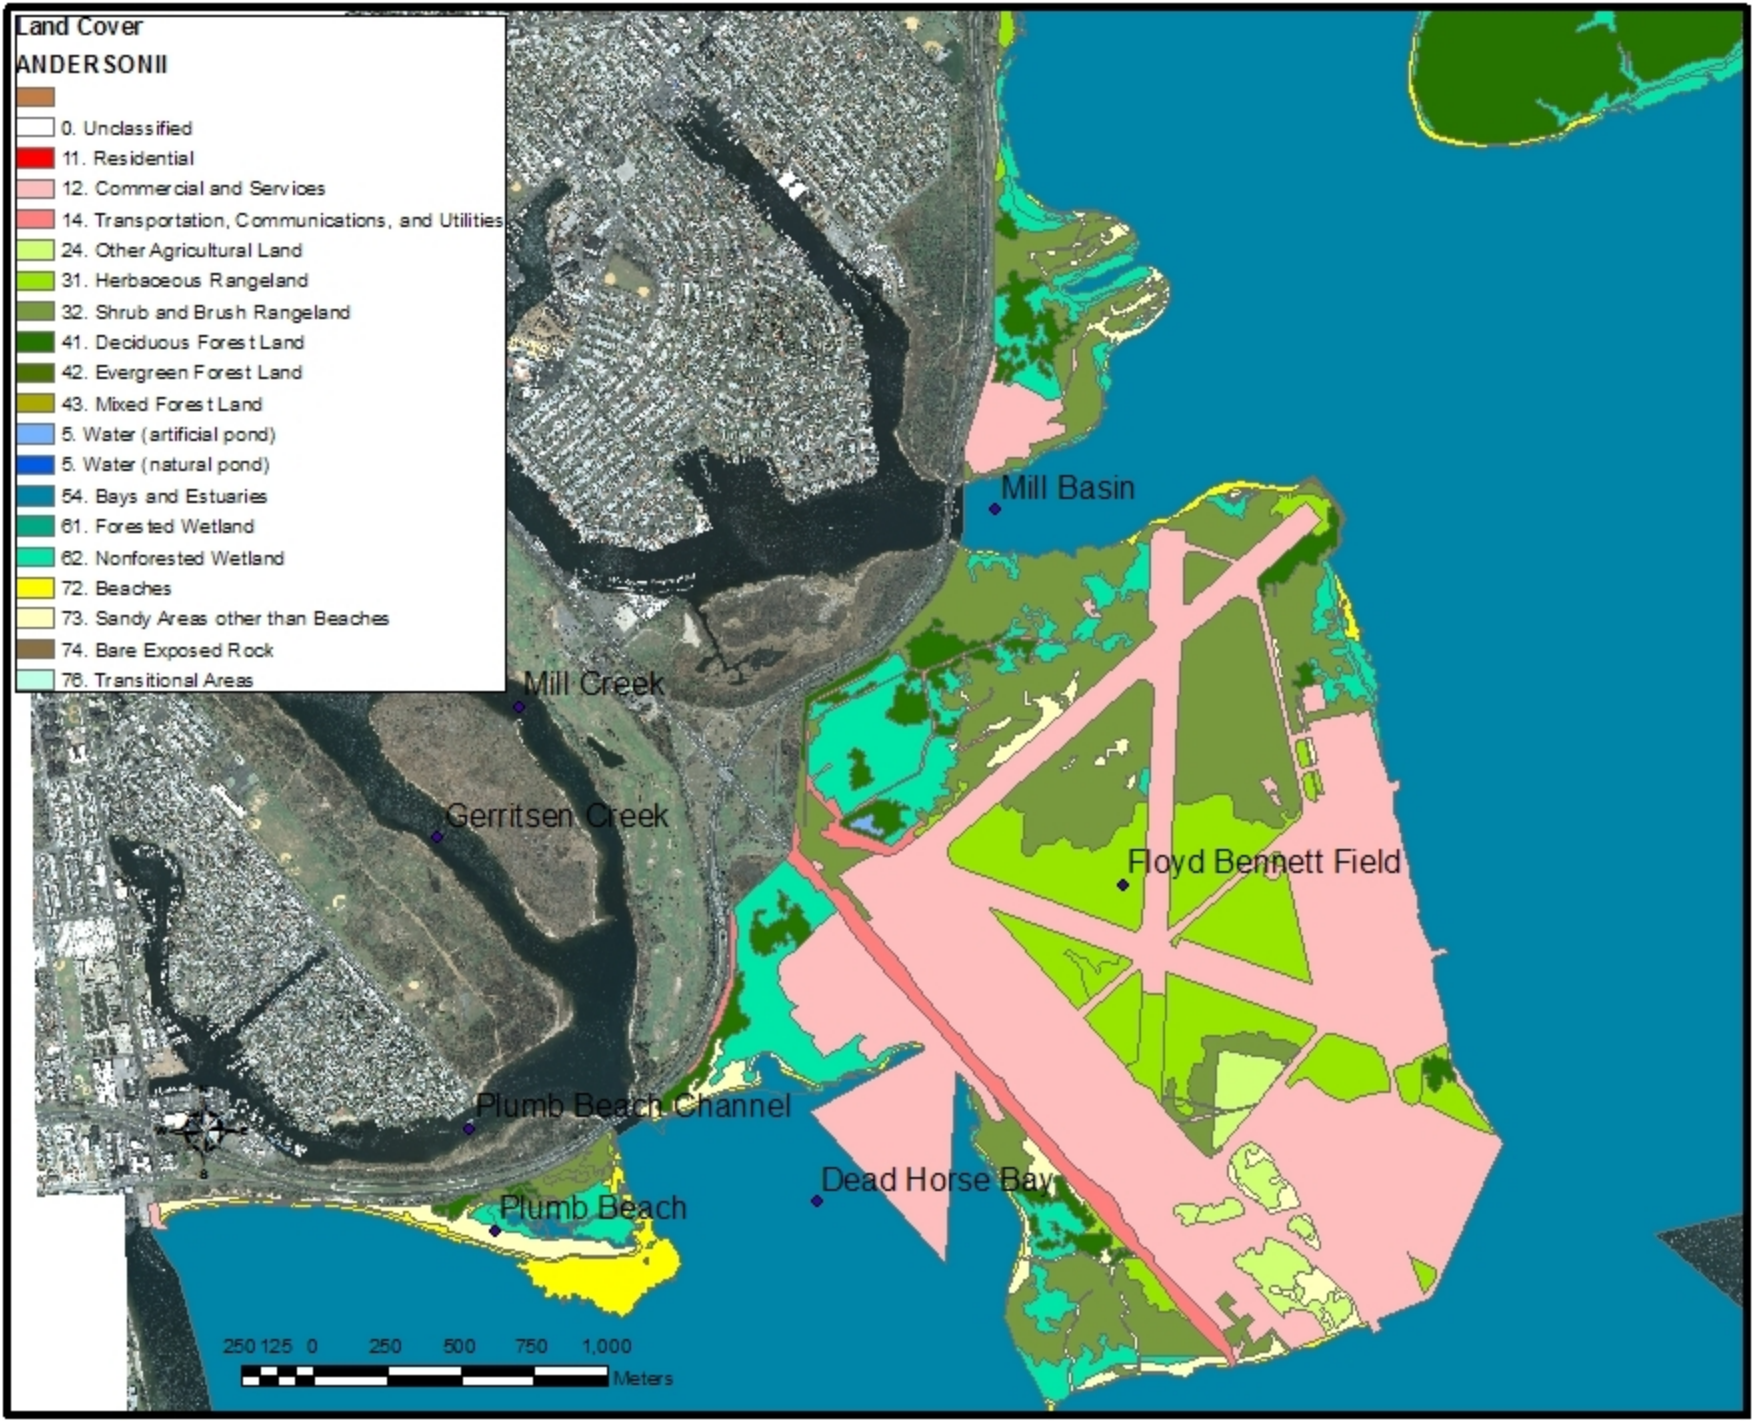 Land Cover
ANDERSONII
0. Unclassified
11. Residential
12. Commercial and Services
14. Transportation, Communications, and Utilities
24. Other Agricultural Land
31. Herbaceous Rangeland
32. Shrub and Brush Rangeland
41. Deciduous Forest Land
42. Evergreen Forest Land
43. Mixed Forest Land
5. Water (artificial pond)
5. Water (natural pond)
54. Bays and Estuaries
61. Forested Wetland
62. Nonforested Wetland
72. Beaches
73. Sandy Areas other than Beaches
74. Bare Exposed Rock
76. Transitional Areas
Mill Basin
Mill Creek
Gerritsen Creek
Floyd Bennett Field
Plumb Beach Channel
Dead Horse Bay
Plumb Beach
N
W E
S
250 125 0 250 500 750 1,000
Meters